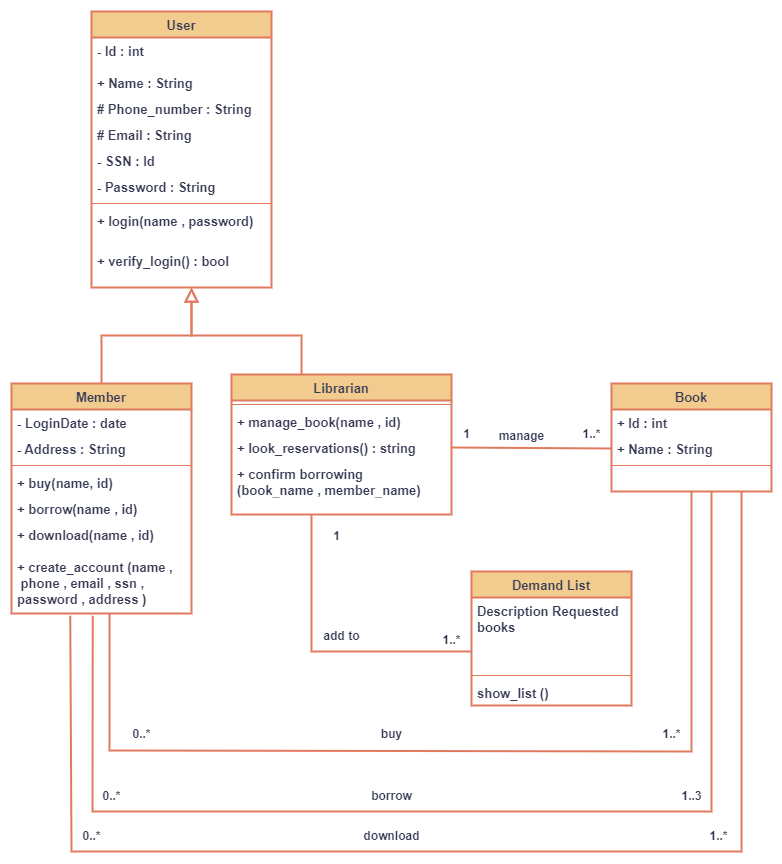 User
- Id : int
+ Name : String
# Phone_number : String
# Email : String
- SSN : Id
- Password : String
+ login(name , password)
+ verify_login() : bool
Member
- LoginDate : date
- Address : String
+ buy(name, id)
+ borrow(name , id)
+ download(name , id)
+ create_account (name ,
phone , email , ssn ,
password , address )
Librarian
+ manage_book(name , id)
+ look_reservations() : string
+ confirm borrowing
(book_name , member_name)
1 manage 1..*
Book
+ Id : int
+ Name : String
1
add to 1..*
Demand List
Description Requested
books
show_list ()
0..* buy 1..*
0..* borrow 1..3
0..* download 1..*